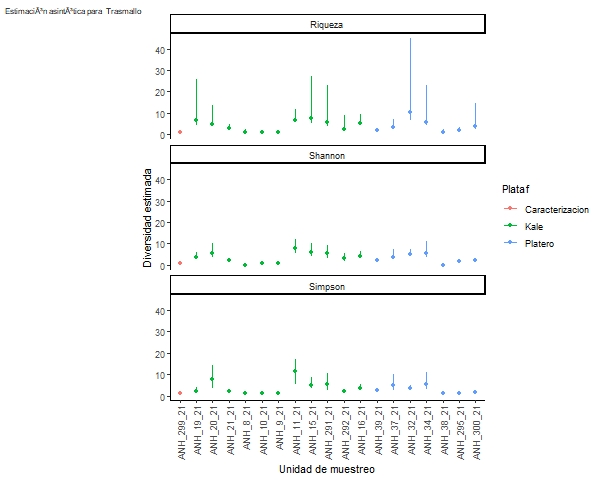 EstimaciÃ³n asintÃ³tica para Trasmallo
Riqueza
40
30
20
10
0
Shannon
40
30
20
10
0
Simpson
40
30
20
10
0
Diversidad estimada
ANH_299_21
ANH_19_21
ANH_20_21
ANH_21_21
ANH_8_21
ANH_10_21
ANH_9_21
ANH_11_21
ANH_15_21
ANH_291_21
ANH_292_21
ANH_16_21
ANH_39_21
ANH_37_21
ANH_32_21
ANH_34_21
ANH_38_21
ANH_295_21
ANH_300_21
Unidad de muestreo
Plataf
Caracterizacion
Kale
Platero